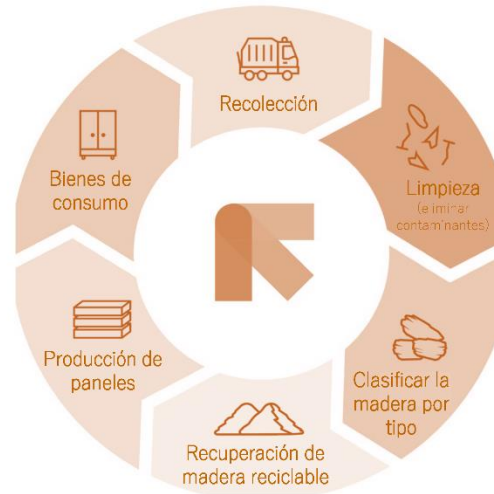 Recolección
Limpieza
(eliminar
contaminantes)
Clasificar la
madera por
tipo
Recuperación de
madera reciclable
Producción de
paneles
Bienes de
consumo